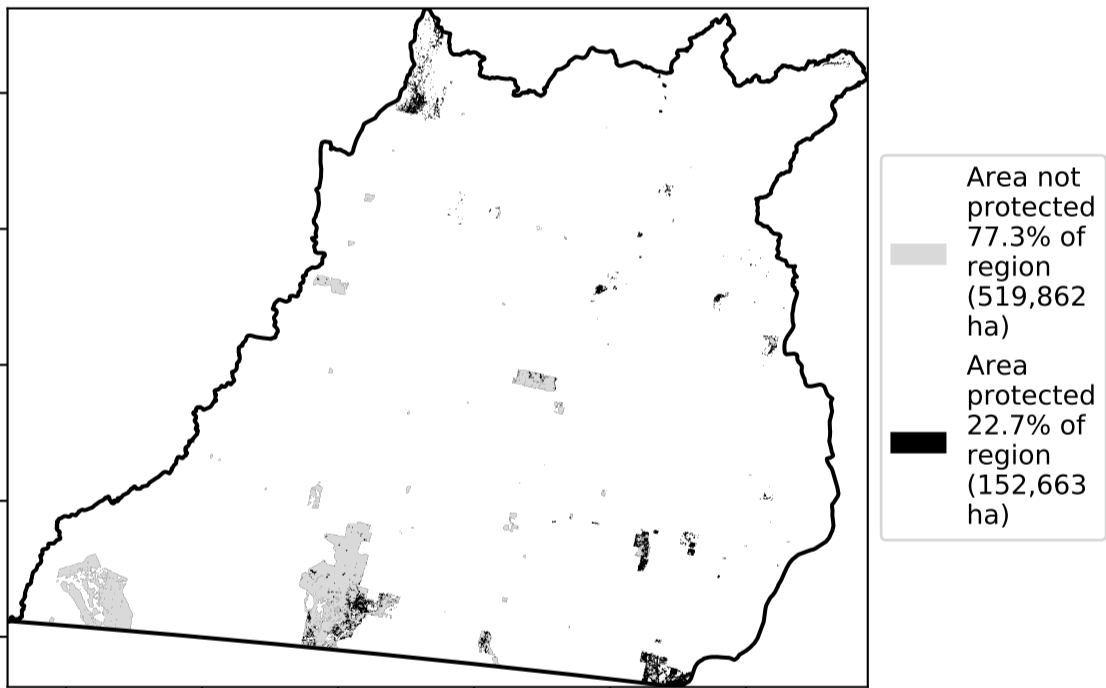 Area not
protected
77.3% of
region
(519,862
ha)
Area
protected
22.7% of
region
(152,663
ha)